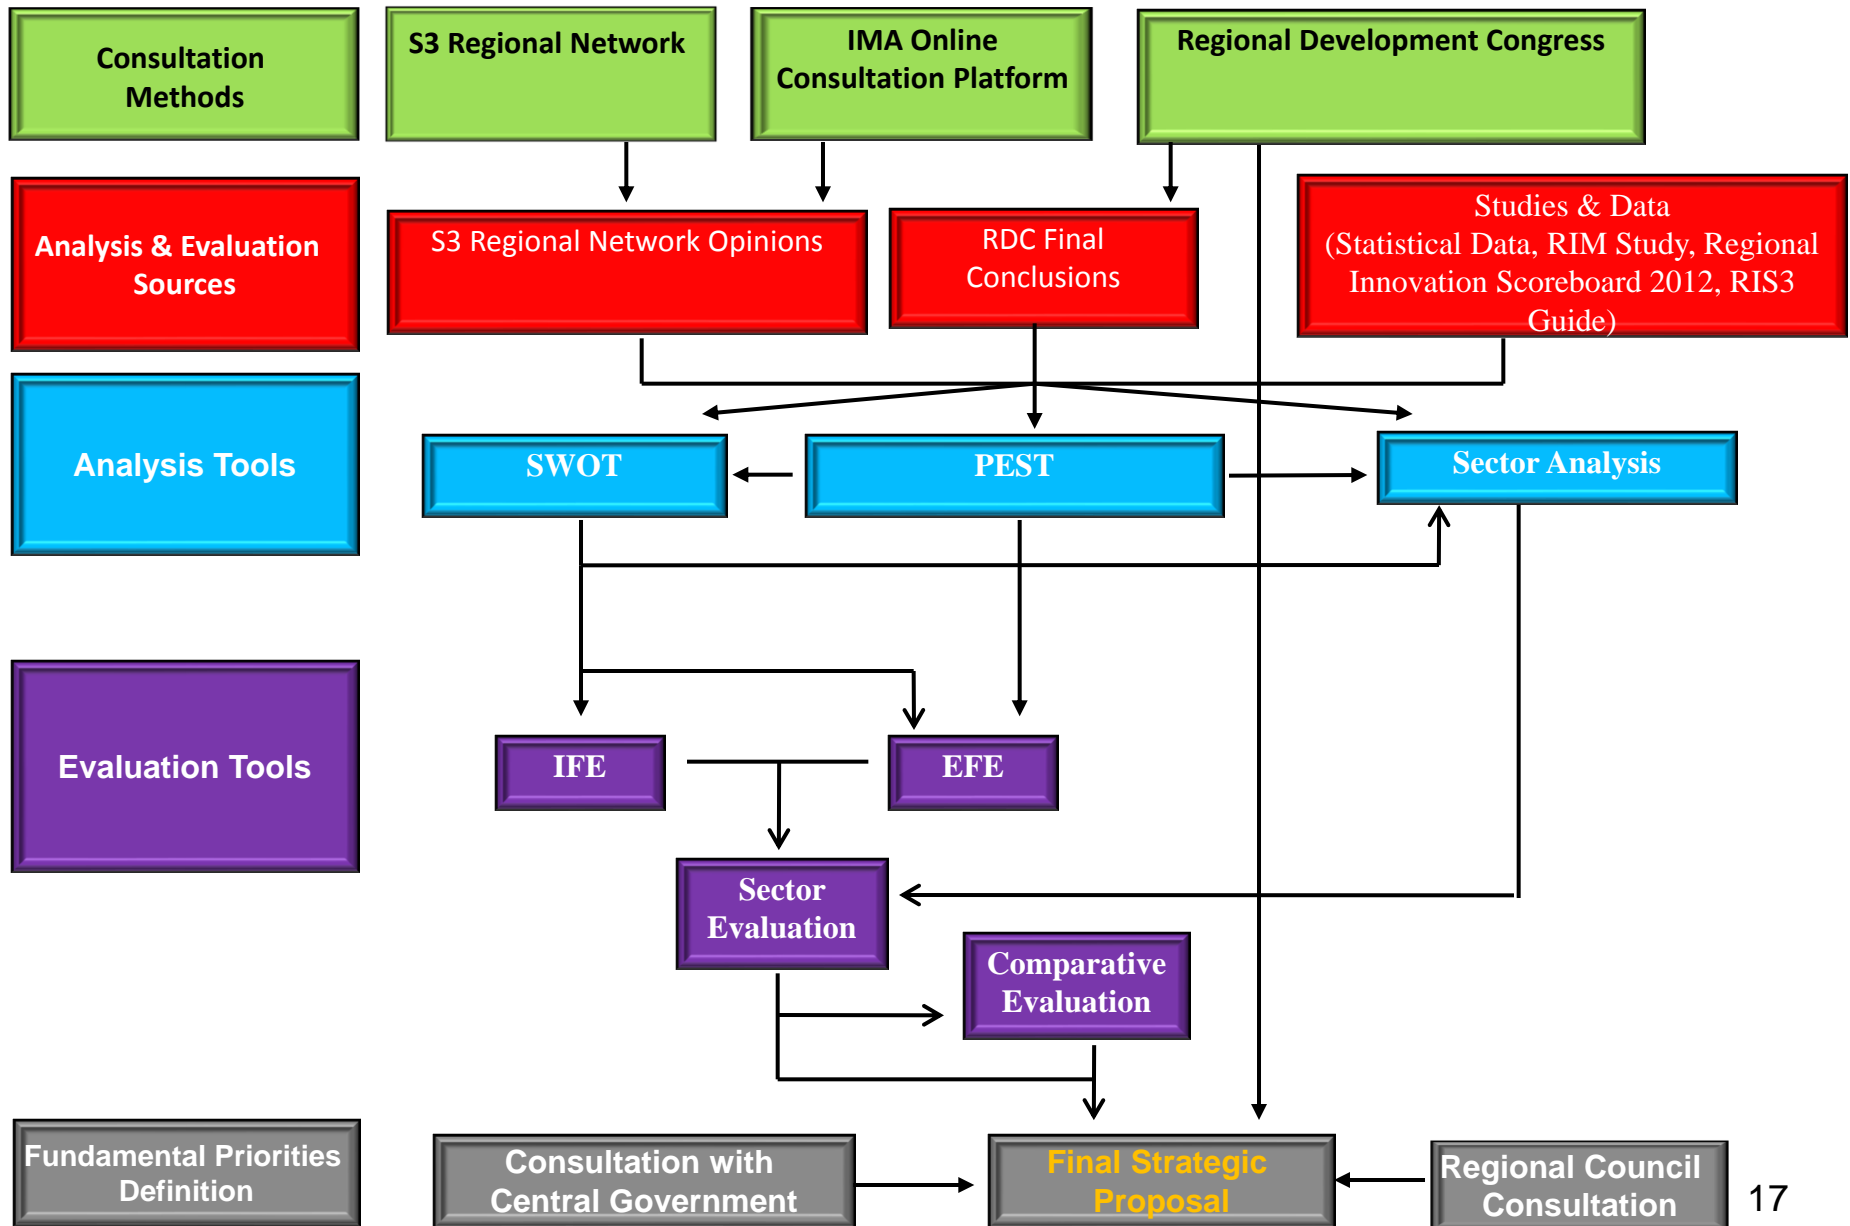 Consultation
Methods
S3 Regional Network
IMA Online
Consultation Platform
Regional Development Congress
Analysis & Evaluation
Sources
S3 Regional Network Opinions
RDC Final
Conclusions
Studies & Data
(Statistical Data, RIM Study, Regional
Innovation Scoreboard 2012, RIS3
Guide)
Analysis Tools
SWOT
PEST
Sector Analysis
Evaluation Tools
IFE
EFE
Sector
Evaluation
Comparative
Evaluation
Fundamental Priorities
Definition
Consultation with
Central Government
Final Strategic
Proposal
Regional Council
Consultation
17